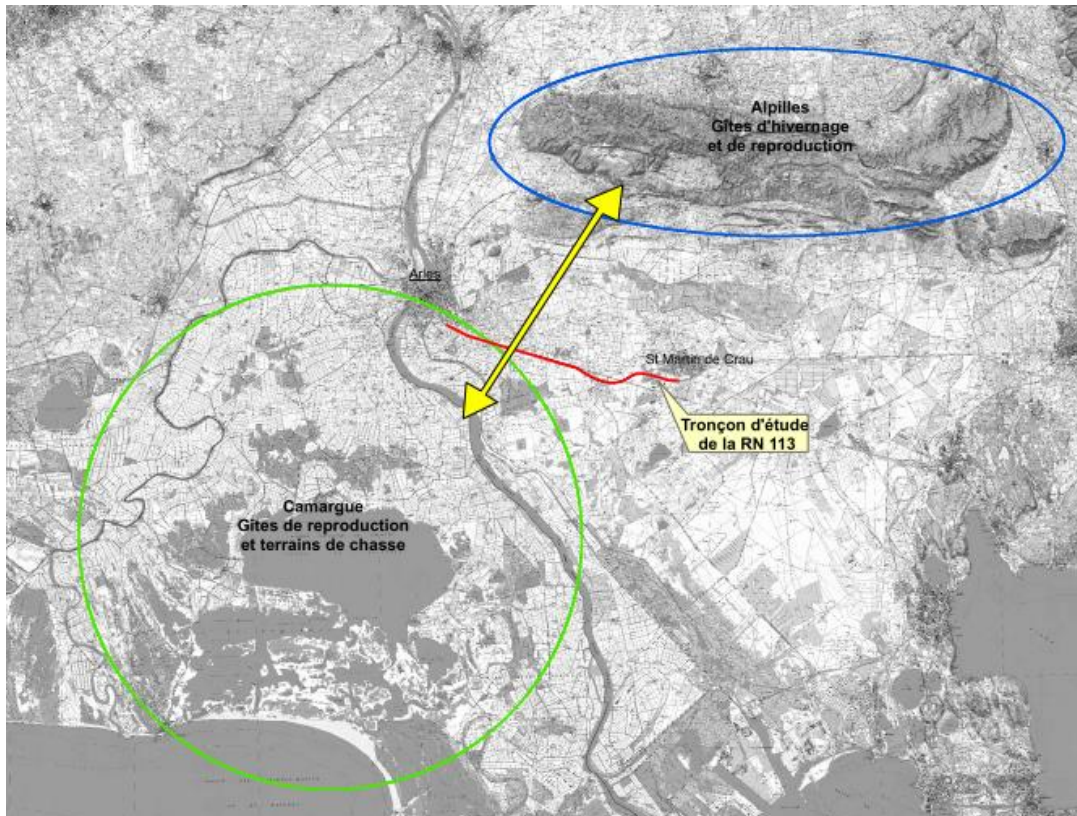 Alpilles
Gîtes d'hivernage
et de reproduction
Arles
St Martin de Crau
Tronçon d'étude
de la RN 113
Camargue
Gîtes de reproduction
et terrains de chasse